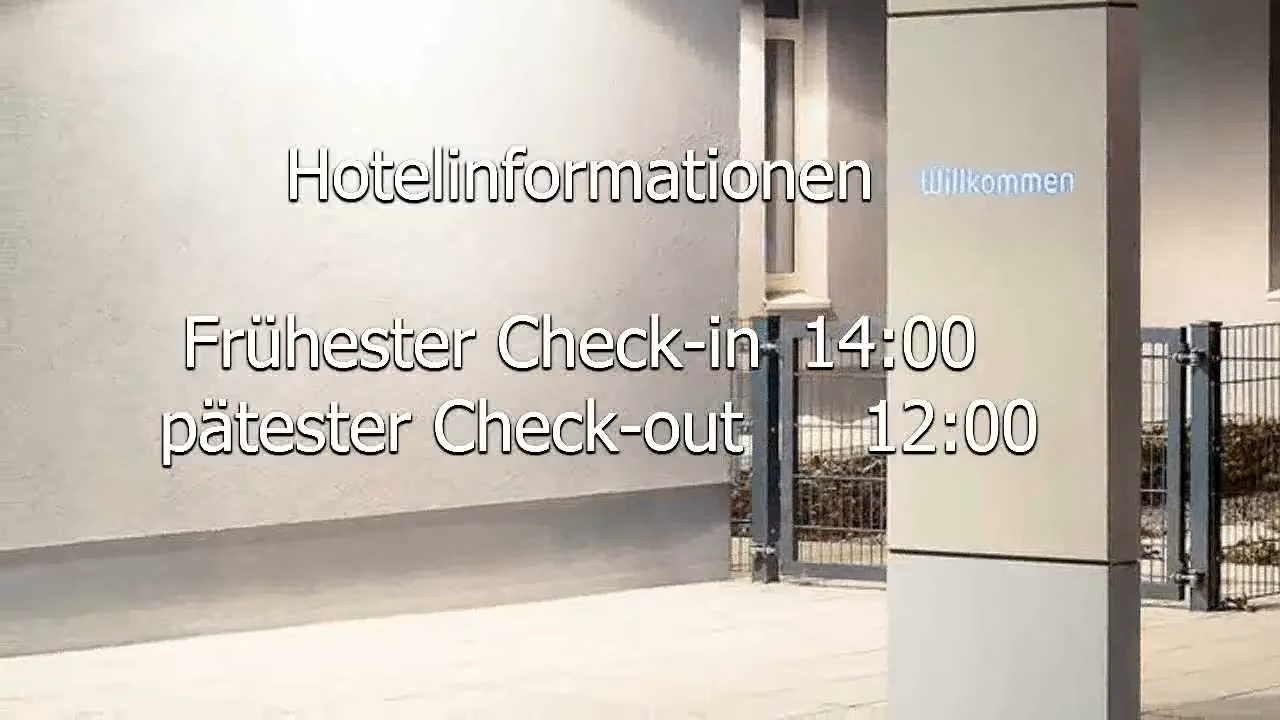 Hotelinformationen
Willkommen
Frühester Check-in 14:00
pätester Check-out 12:00